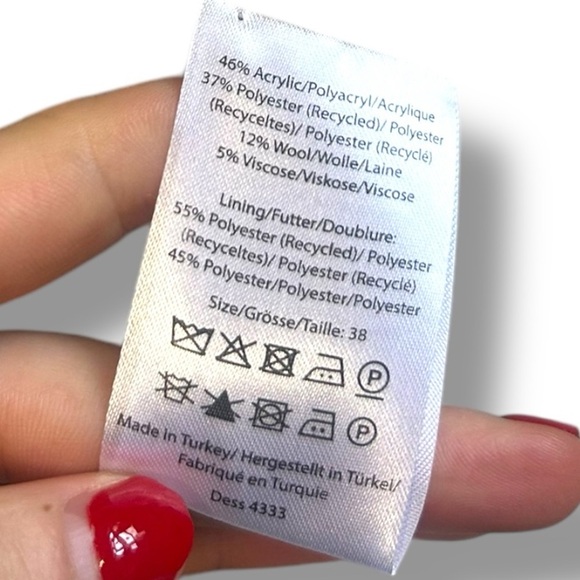 46% Acrylic/Polyacryl/Acrylique
37% Polyester (Recycled)/ Polyester
(Recyceltes)/ Polyester (Recyclé)
12% Wool/Wolle/Laine
5% Viscose/Viskose/Viscose
Lining/Futter/Doublure:
55% Polyester (Recycled)/ Polyester
(Recyceltes)/ Polyester (Recyclé)
45% Polyester/Polyester/Polyester
Size/Grösse/Taille: 38
P
P
Made in Turkey/ Hergestellt in Türkei/
Fabriqué en Turquie
Dess 4333